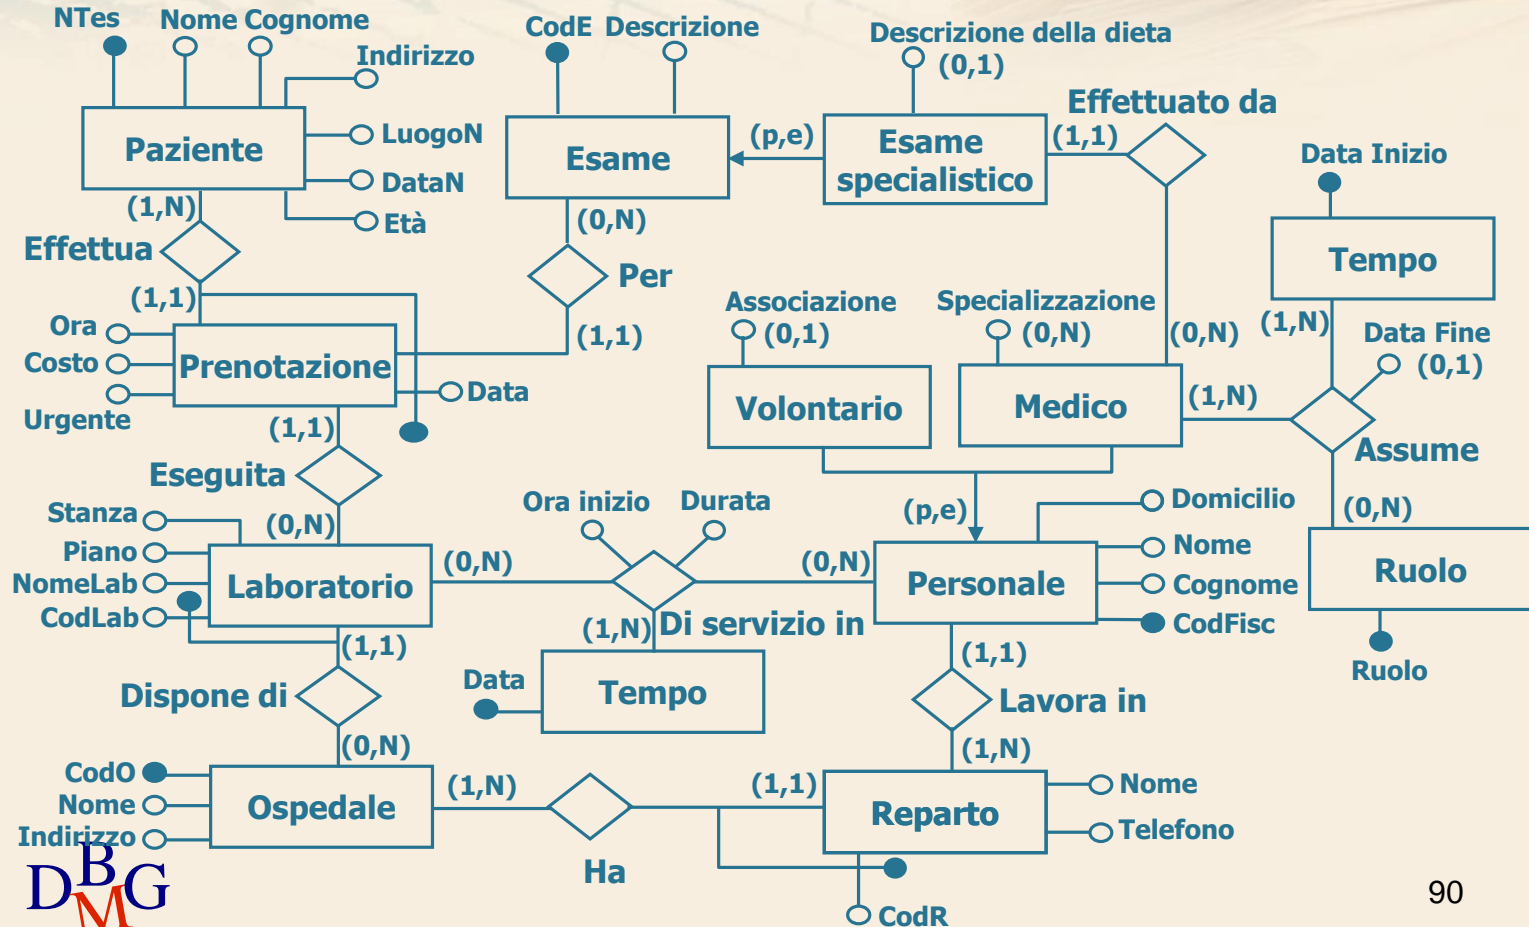 NTes
Nome Cognome
Indirizzo
Paziente
LuogoN
DataN
Età
(1,N)
Effettua
(1,1)
CodE Descrizione
Esame
(p,e)
(0,N)
Per
(1,1)
Descrizione della dieta
(0,1)
Esame
specialistico
(1,1)
Effettuato da
(0,N)
Data Inizio
Tempo
(1,N)
Data Fine
(0,1)
Ora
Costo
Urgente
Prenotazione
Data
(1,1)
Eseguita
(0,N)
Associazione
(0,1)
Volontario
Specializzazione
(0,N)
Medico
(1,N)
Assume
(0,N)
Ruolo
Ruolo
(p,e)
Domicilio
Nome
Cognome
CodFisc
Personale
Stanza
Piano
NomeLab
CodLab
Laboratorio
(0,N)
Ora inizio
Durata
(0,N)
Di servizio in
(1,N)
Data
Tempo
(1,1)
Dispone di
(0,N)
(1,1)
Lavora in
(1,N)
CodO
Nome
Indirizzo
Ospedale
(1,N)
Ha
(1,1)
Reparto
Nome
Telefono
CodR
DBMG
90